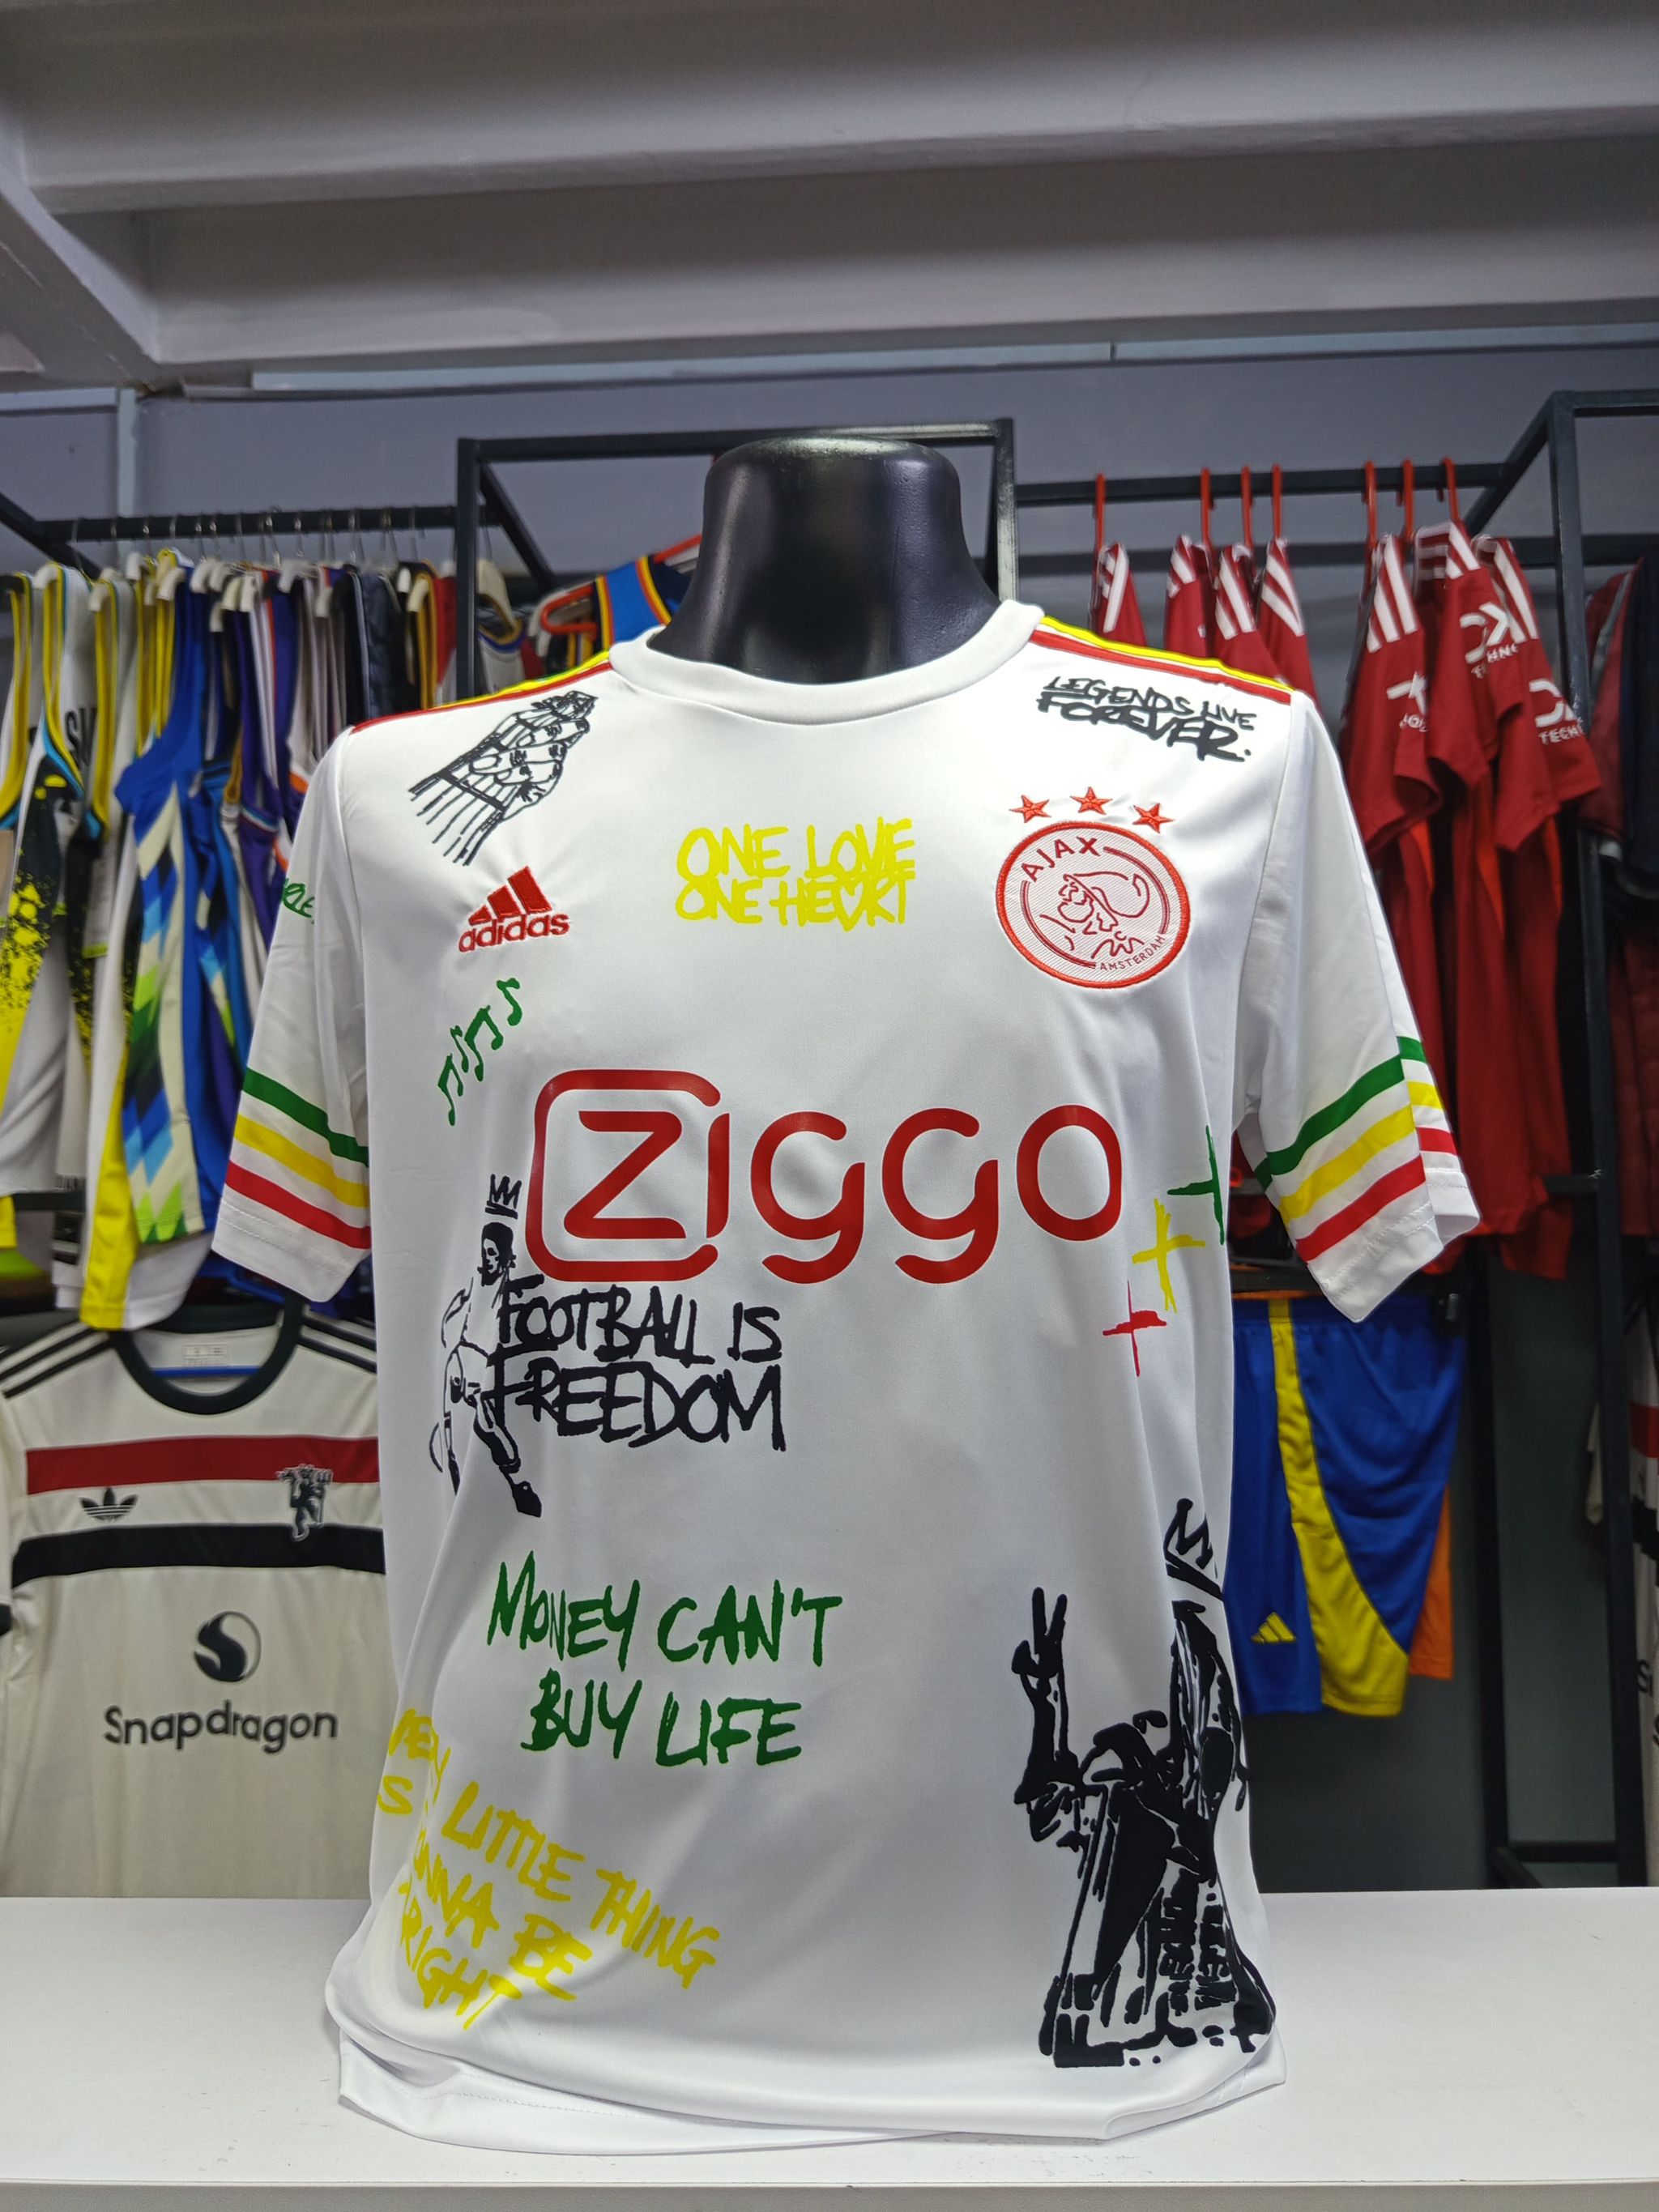 LEGENDS LIVE
FOREVER.
ONE LOVE
ONE HEART
adidas
AJAX
AMSTERDAM
Ziggo
FOOTBALL IS
FREEDOM
MONEY CAN'T
BUY LIFE
LITTLE THING
BE
Snapdragon
TECH